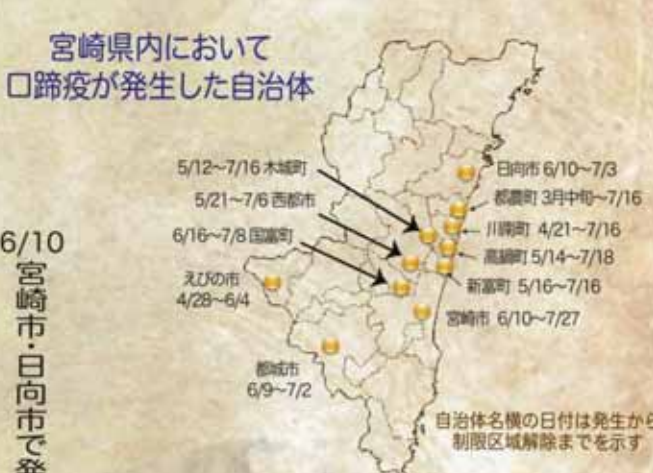 宮崎県内において
口蹄疫が発生した自治体
5/12～7/16 木城町
5/21～7/6 西都市
6/16～7/8 国富町
えびの市
4/28～6/4
都城市
6/9～7/2
日向市 6/10～7/3
都農町 3月中旬～7/16
川南町 4/21～7/16
高鍋町 5/14～7/18
新富町 5/16～7/16
宮崎市 6/10～7/27
自治体名横の日付は発生から
制限区域解除までを示す
6/10
宮崎市・日向市で発